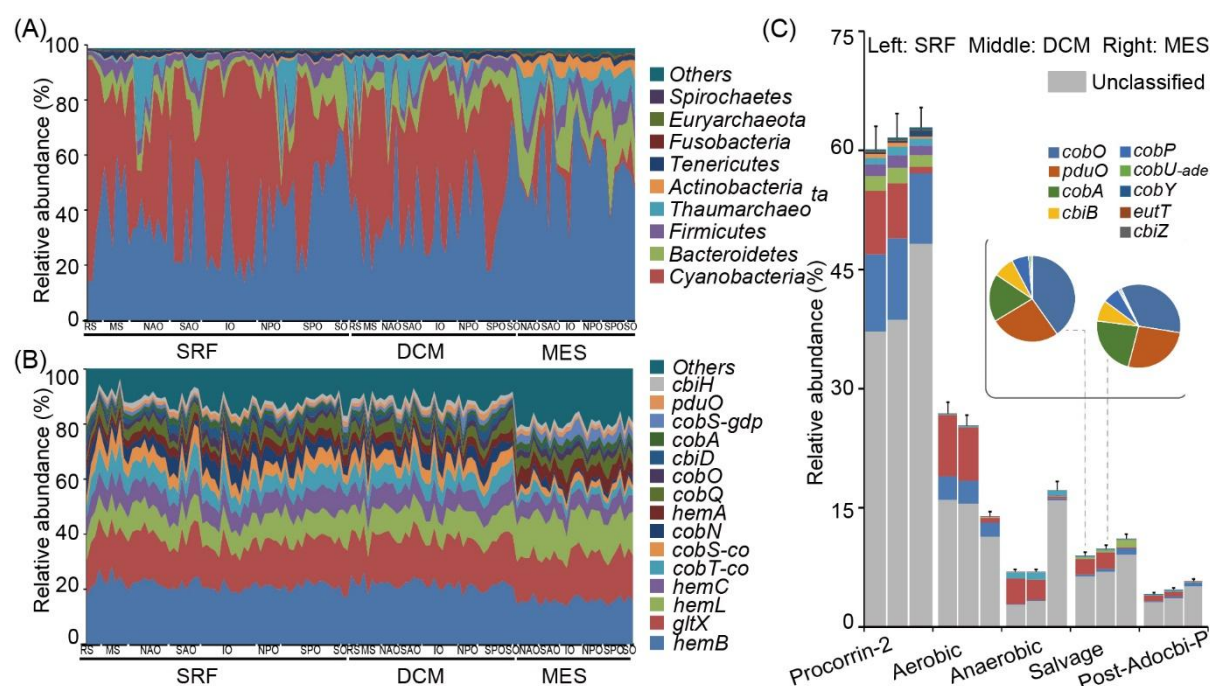 (A)
Relative abundance (%)
100
80
60
40
20
0
RS MS NAO SAO IO NPO SPO SO RS MS NAO SAO IO NPO SPO SO NAO SAO IO NPO SPO SO
SRF DCM MES
Others
Spirochaetes
Euryarchaeota
Fusobacteria
Tenericutes
Actinobacteria
Thaumarchaeo ta
Firmicutes
Bacteroidetes
Cyanobacteria
(B)
Relative abundance (%)
100
80
60
40
20
0
RS MS NAO SAO IO NPO SPO SO RS MS NAO SAO IO NPO SPO SO NAO SAO IO NPO SPO SO
SRF DCM MES
Others
cbiH
pduO
cobS-gdp
cobA
cbiD
cobO
cobQ
hemA
cobN
cobS-co
cobT-co
hemC
hemL
gltX
hemB
(C)
Relative abundance (%)
75
60
45
30
15
0
Left: SRF Middle: DCM Right: MES
Unclassified
cobO cobP
pduO cobU-ade
cobA cobY
cbiB eutT
cbiZ
Procorrin-2 Aerobic Anaerobic Salvage Post-Adocbi-P